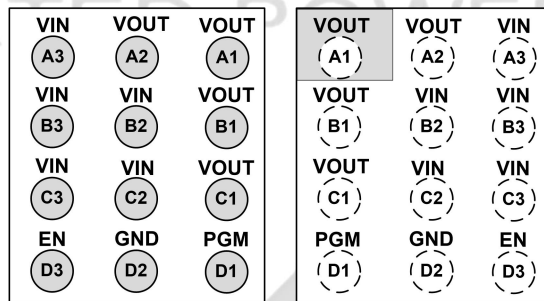 VIN VOUT VOUT VOUT VOUT VIN
A3 A2 A1 A1 A2 A3
VIN VIN VOUT VOUT VIN VIN
B3 B2 B1 B1 B2 B3
VIN VIN VOUT VOUT VIN VIN
C3 C2 C1 C1 C2 C3
EN GND PGM PGM GND EN
D3 D2 D1 D1 D2 D3